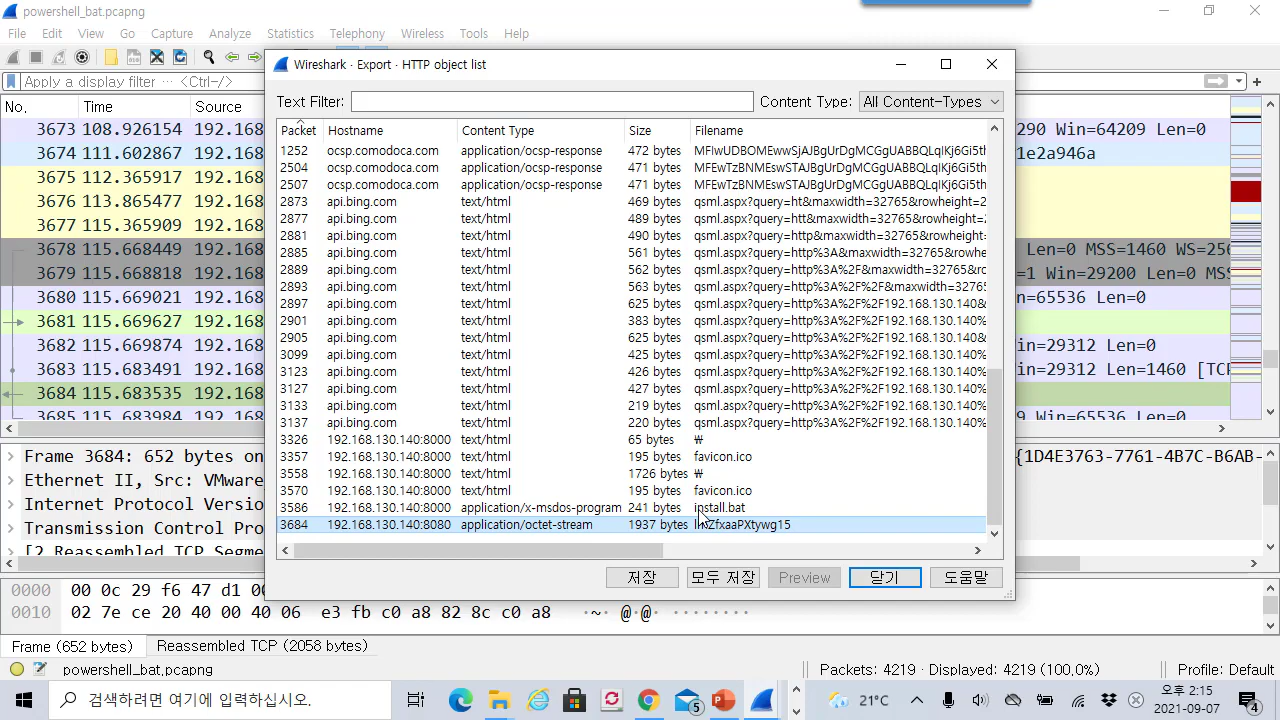 powershell_bat.pcapng
File Edit View Go Capture Analyze Statistics Telephony Wireless Tools Help
Apply a display filter … <Ctrl-/>
No. Time Source
3673 108.926154 192.168 290 Win=64209 Len=0
3674 111.602867 192.168 1e2a946a
3675 112.365917 192.168
3676 113.865477 192.168
3677 115.365909 192.168
3678 115.668449 192.168 Len=0 MSS=1460 WS=256
3679 115.668818 192.168 =1 Win=29200 Len=0 MSS
3680 115.669021 192.168 n=65536 Len=0
3681 115.669627 192.168
3682 115.669844 192.168 n=29312 Len=0
3683 115.683491 192.168 n=29312 Len=1460 [TCP
3684 115.683535 192.168
3685 115.683984 192.168 n=65536 Len=0
Wireshark · Export · HTTP object list
Text Filter: Content Type: All Content-Types
Packet Hostname Content Type Size Filename
1252 ocsp.comodoca.com application/ocsp-response 472 bytes
2504 ocsp.comodoca.com application/ocsp-response 471 bytes
2507 ocsp.comodoca.com application/ocsp-response 471 bytes
2873 api.bing.com text/html 469 bytes qsml.aspx?query=ht&maxwidth=32765&rowheight=2
2877 api.bing.com text/html 489 bytes qsml.aspx?query=htt&maxwidth=32765&rowheight=
2881 api.bing.com text/html 490 bytes qsml.aspx?query=http&maxwidth=32765&rowheight
2885 api.bing.com text/html 561 bytes qsml.aspx?query=http%3A&maxwidth=32765&rowhe
2889 api.bing.com text/html 562 bytes qsml.aspx?query=http%3A%2F&maxwidth=32765&ro
2893 api.bing.com text/html 563 bytes qsml.aspx?query=http%3A%2F%2F&maxwidth=32765
2897 api.bing.com text/html 625 bytes qsml.aspx?query=http%3A%2F%2F192.168.130.140&
2901 api.bing.com text/html 383 bytes qsml.aspx?query=http%3A%2F%2F192.168.130.140%
2905 api.bing.com text/html 625 bytes qsml.aspx?query=http%3A%2F%2F192.168.130.140&
3099 api.bing.com text/html 425 bytes qsml.aspx?query=http%3A%2F%2F192.168.130.140%
3123 api.bing.com text/html 426 bytes qsml.aspx?query=http%3A%2F%2F192.168.130.140%
3127 api.bing.com text/html 427 bytes qsml.aspx?query=http%3A%2F%2F192.168.130.140%
3133 api.bing.com text/html 219 bytes qsml.aspx?query=http%3A%2F%2F192.168.130.140%
3137 api.bing.com text/html 220 bytes qsml.aspx?query=http%3A%2F%2F192.168.130.140%
3326 192.168.130.140:8000 text/html 65 bytes ₩
3357 192.168.130.140:8000 text/html 195 bytes favicon.ico
3558 192.168.130.140:8000 text/html 1726 bytes ₩
3570 192.168.130.140:8000 text/html 195 bytes favicon.ico
3586 192.168.130.140:8000 application/x-msdos-program 241 bytes install.bat
3684 192.168.130.140:8080 application/octet-stream 1937 bytes
저장 모두 저장 Preview 닫기 도움말
Frame 3684: 652 bytes on {1D4E3763-7761-4B7C-B6AB-
Ethernet II, Src: VMware
Internet Protocol Versio
Transmission Control Pro
[2 Reassembled TCP Segme
0000 00 0c 29 6f 47 d1 00
0010 02 7e ce 20 40 00 40 06 e3 fb c0 a8 82 8c c0 a8 ·~· @·@· ········
Frame (652 bytes) Reassembled TCP (2058 bytes)
powershell_bat.pcapng Packets: 4219 · Displayed: 4219 (100.0%) Profile: Default
검색하려면 여기에 입력하십시오. 5 21°C 오후 2:15
2021-09-07 4